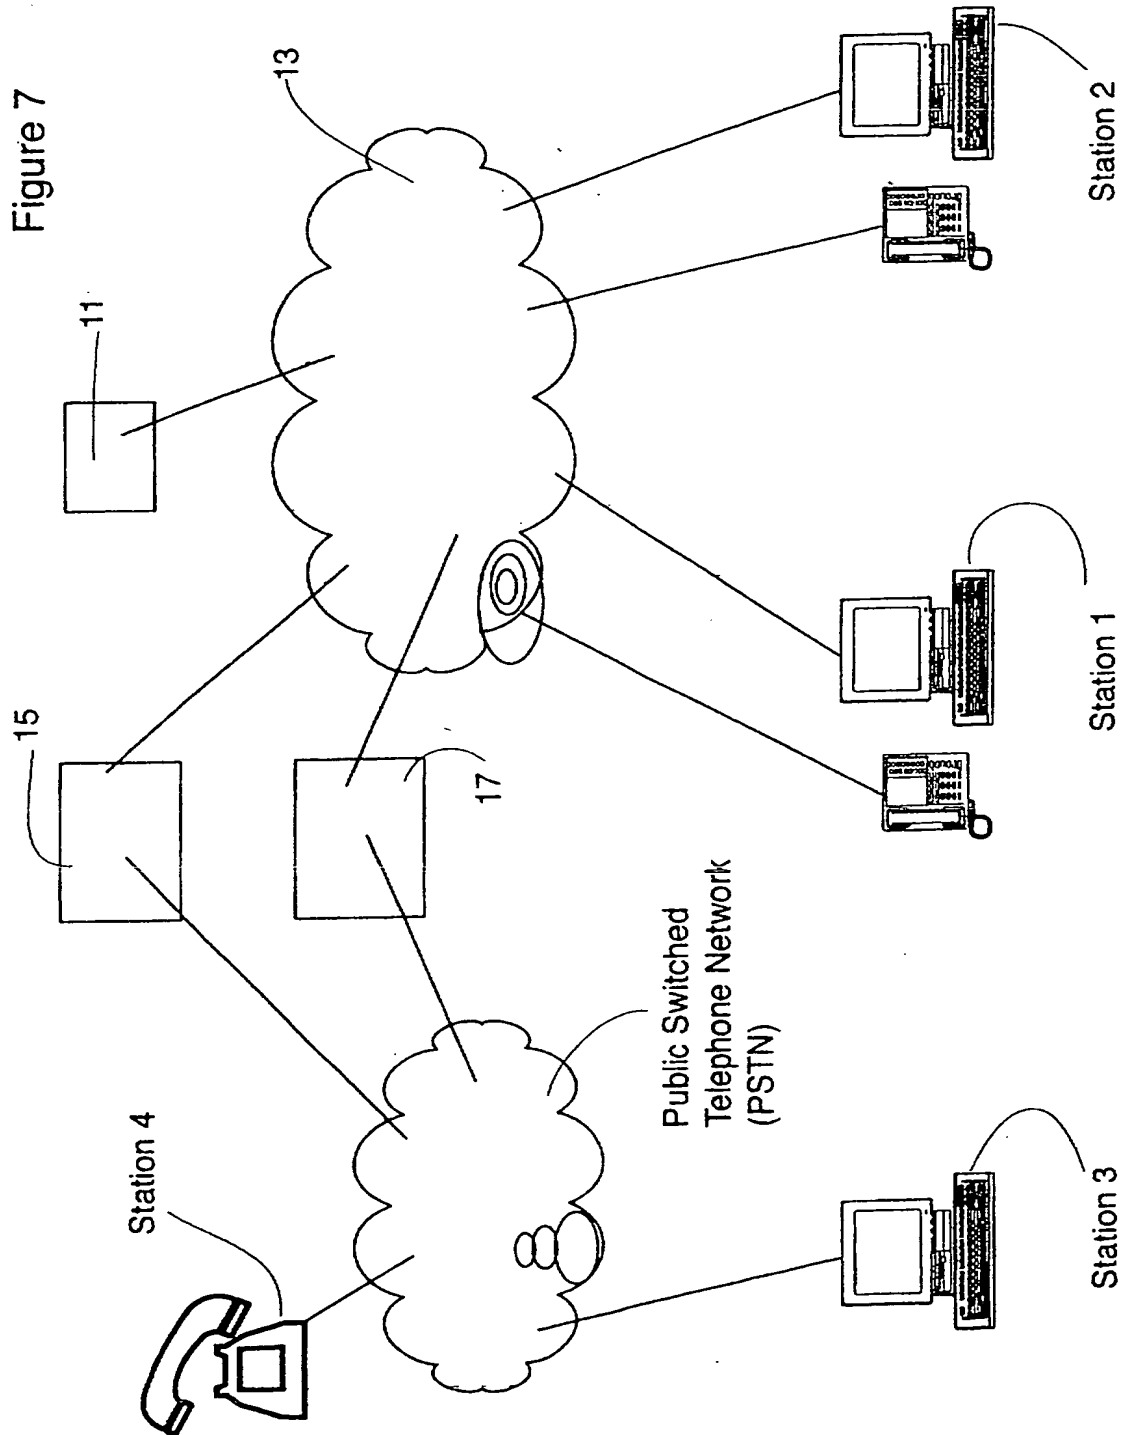 Figure 7
11
13
15
17
Station 4
Public Switched
Telephone Network
(PSTN)
Station 3
Station 1
Station 2